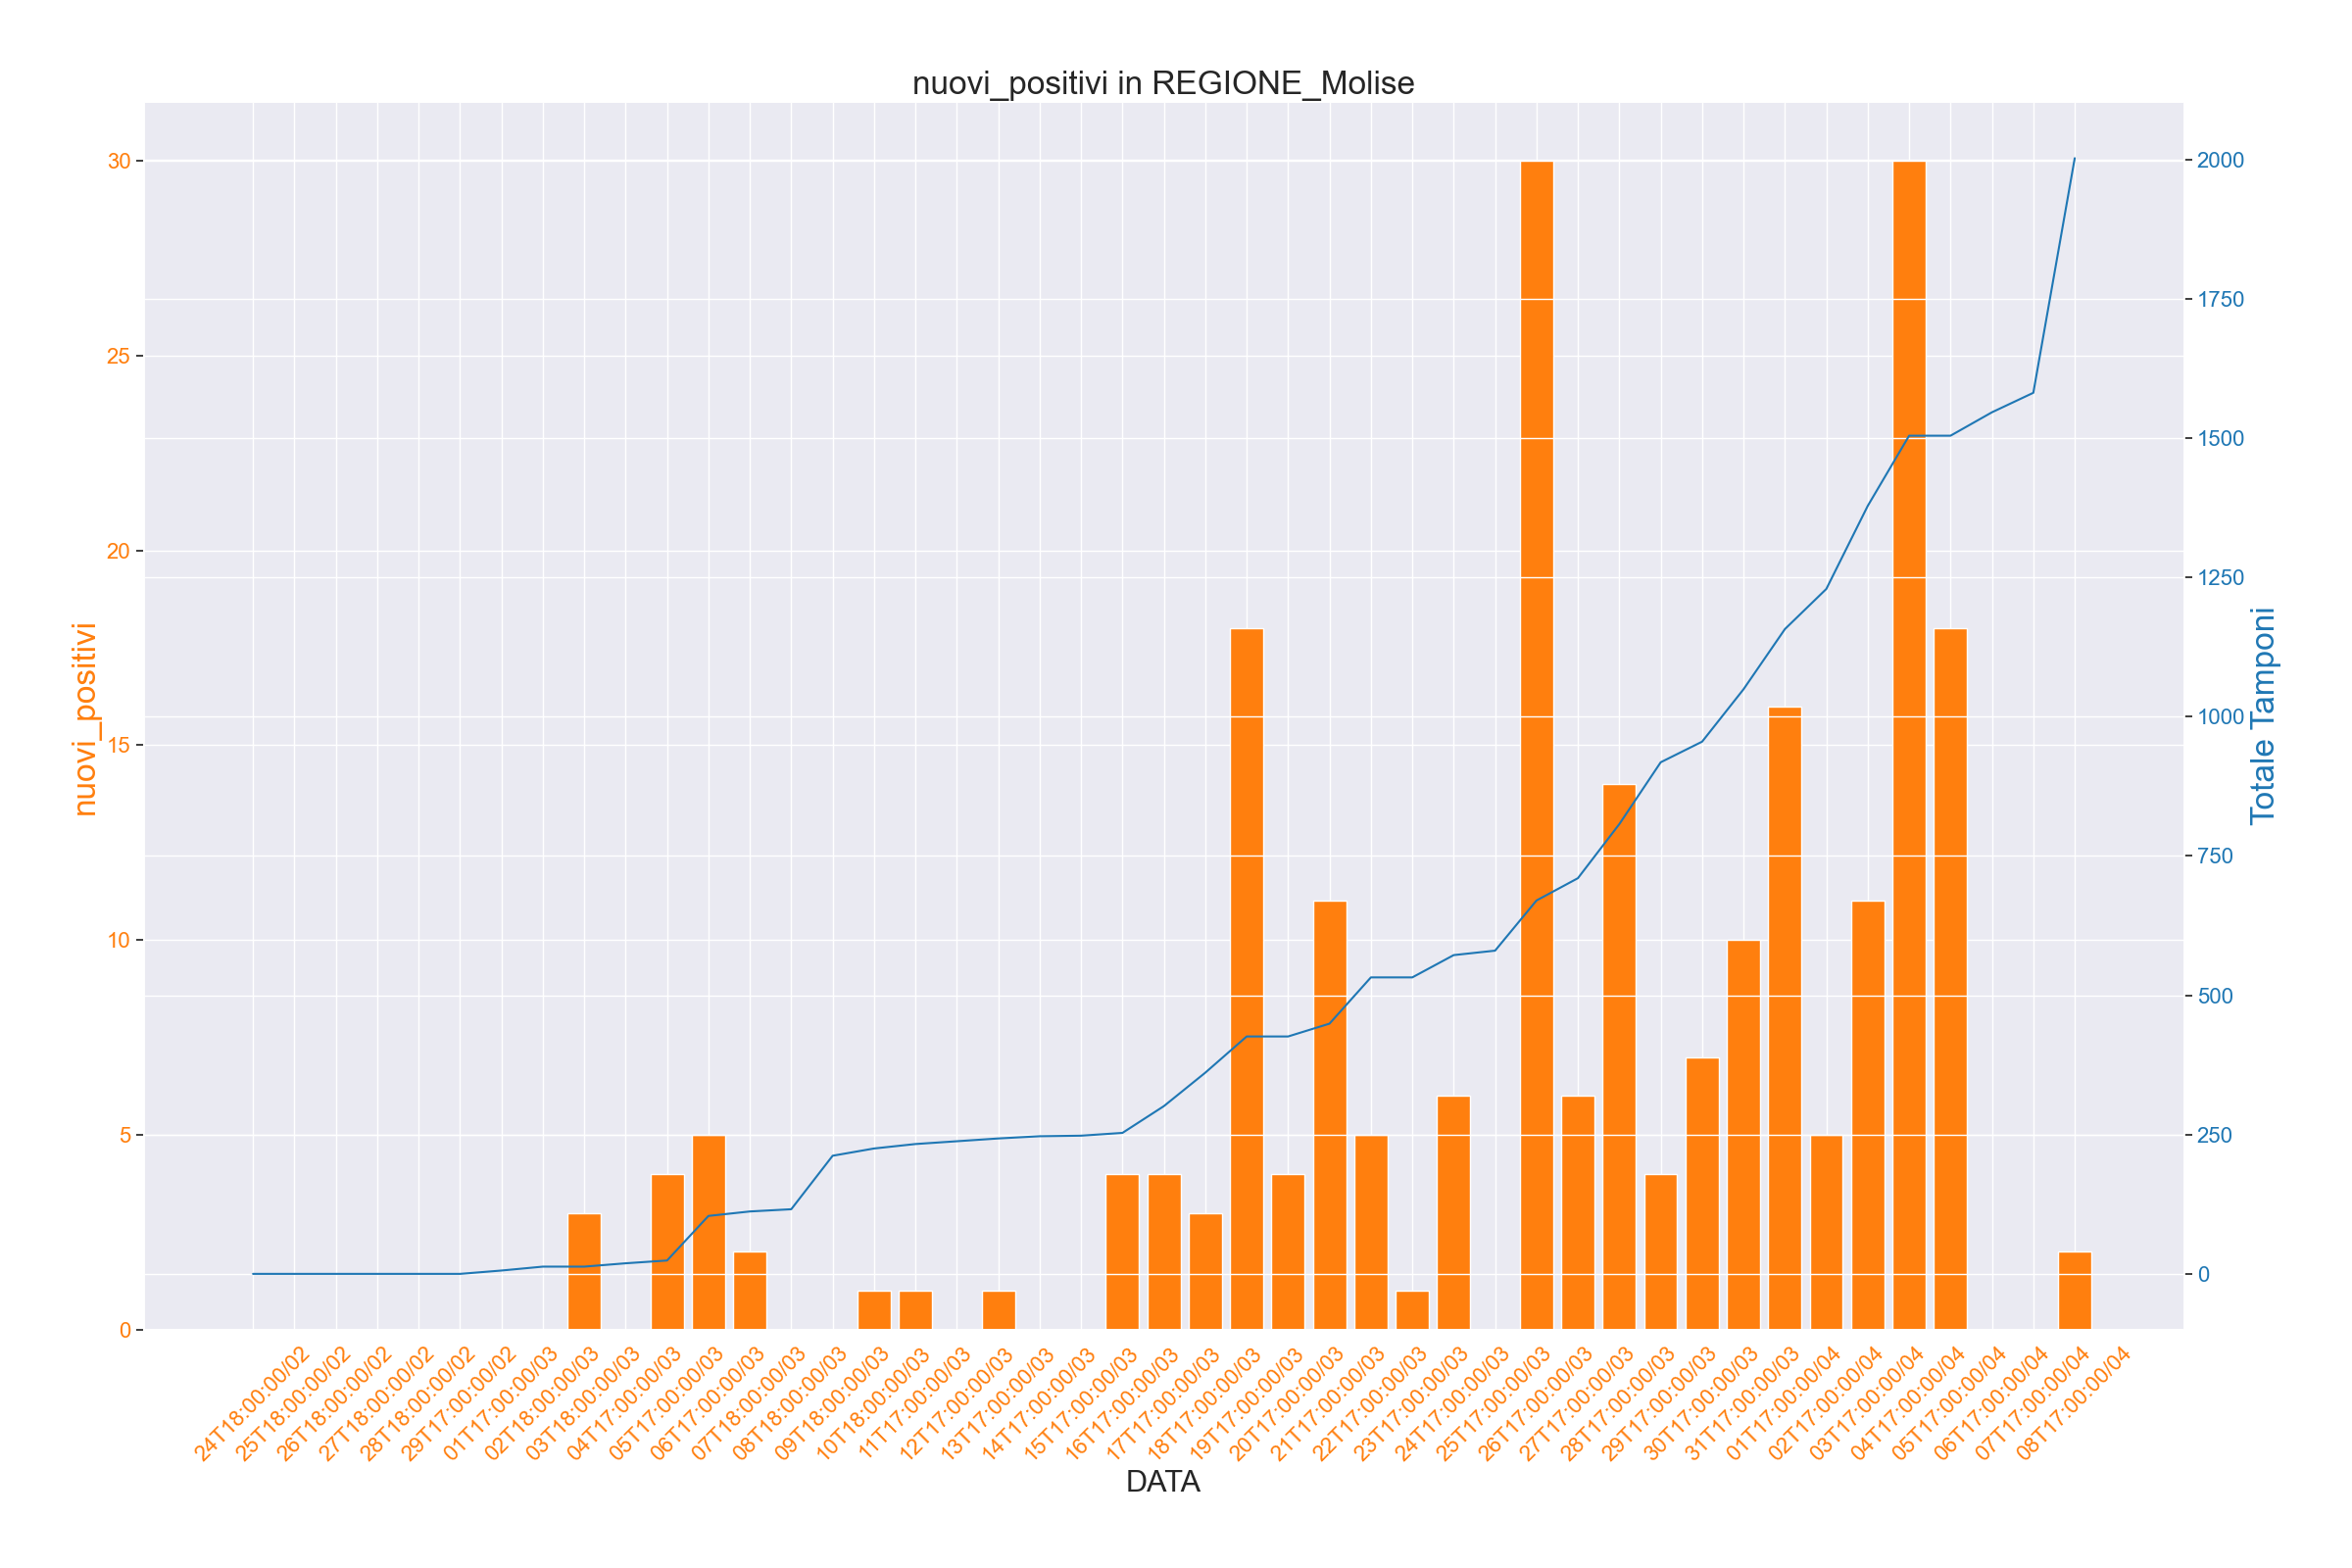 nuovi_positivi in REGIONE_Molise
30
25
20
15
10
5
0
nuovi_positivi
2000
1750
1500
1250
1000
750
500
250
0
Totale Tamponi
24T18:00:00/02
25T18:00:00/02
26T18:00:00/02
27T18:00:00/02
28T18:00:00/02
29T17:00:00/02
01T17:00:00/03
02T18:00:00/03
03T18:00:00/03
04T17:00:00/03
05T17:00:00/03
06T17:00:00/03
07T18:00:00/03
08T18:00:00/03
09T18:00:00/03
10T18:00:00/03
11T17:00:00/03
12T17:00:00/03
13T17:00:00/03
14T17:00:00/03
15T17:00:00/03
16T17:00:00/03
17T17:00:00/03
18T17:00:00/03
19T17:00:00/03
20T17:00:00/03
21T17:00:00/03
22T17:00:00/03
23T17:00:00/03
24T17:00:00/03
25T17:00:00/03
26T17:00:00/03
27T17:00:00/03
28T17:00:00/03
29T17:00:00/03
30T17:00:00/03
31T17:00:00/03
01T17:00:00/04
02T17:00:00/04
03T17:00:00/04
04T17:00:00/04
05T17:00:00/04
06T17:00:00/04
07T17:00:00/04
08T17:00:00/04
DATA